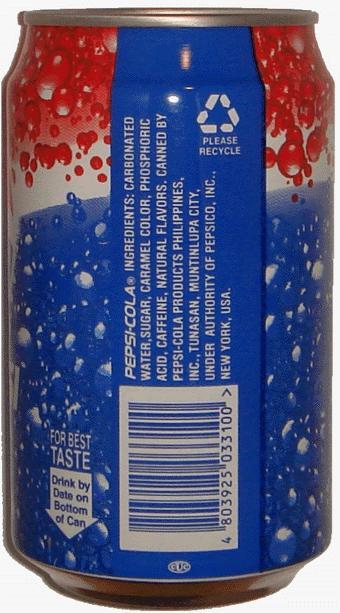 PEPSI-COLA® INGREDIENTS: CARBONATED
WATER, SUGAR, CARAMEL COLOR, PHOSPHORIC
ACID, CAFFEINE, NATURAL FLAVORS. CANNED BY
PEPSI-COLA PRODUCTS PHILIPPINES,
INC., TUNASAN, MUNTINLUPA CITY,
UNDER AUTHORITY OF PEPSICO, INC.,
NEW YORK, USA.
PLEASE
RECYCLE
4 803925 033100 >
FOR BEST
TASTE
Drink by
Date on
Bottom
of Can